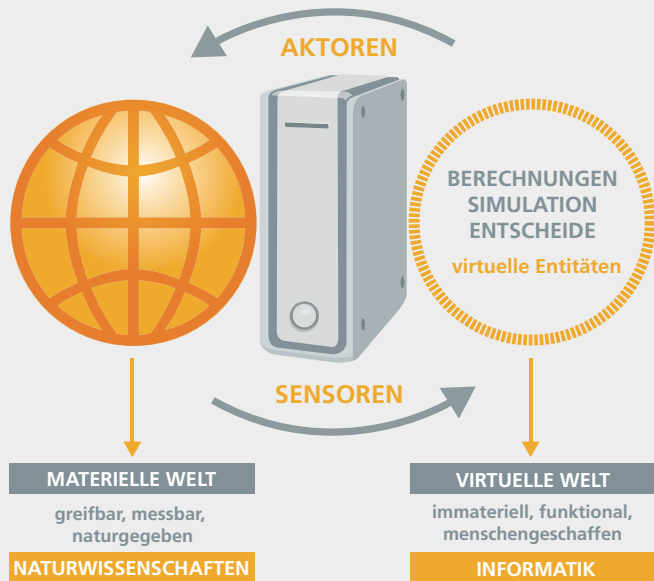 AKTOREN
BERECHNUNGEN
SIMULATION
ENTSCHEIDE
virtuelle Entitäten
SENSOREN
MATERIELLE WELT
greifbar, messbar,
naturgegeben
NATURWISSENSCHAFTEN
VIRTUELLE WELT
immateriell, funktional,
menschengeschaffen
INFORMATIK